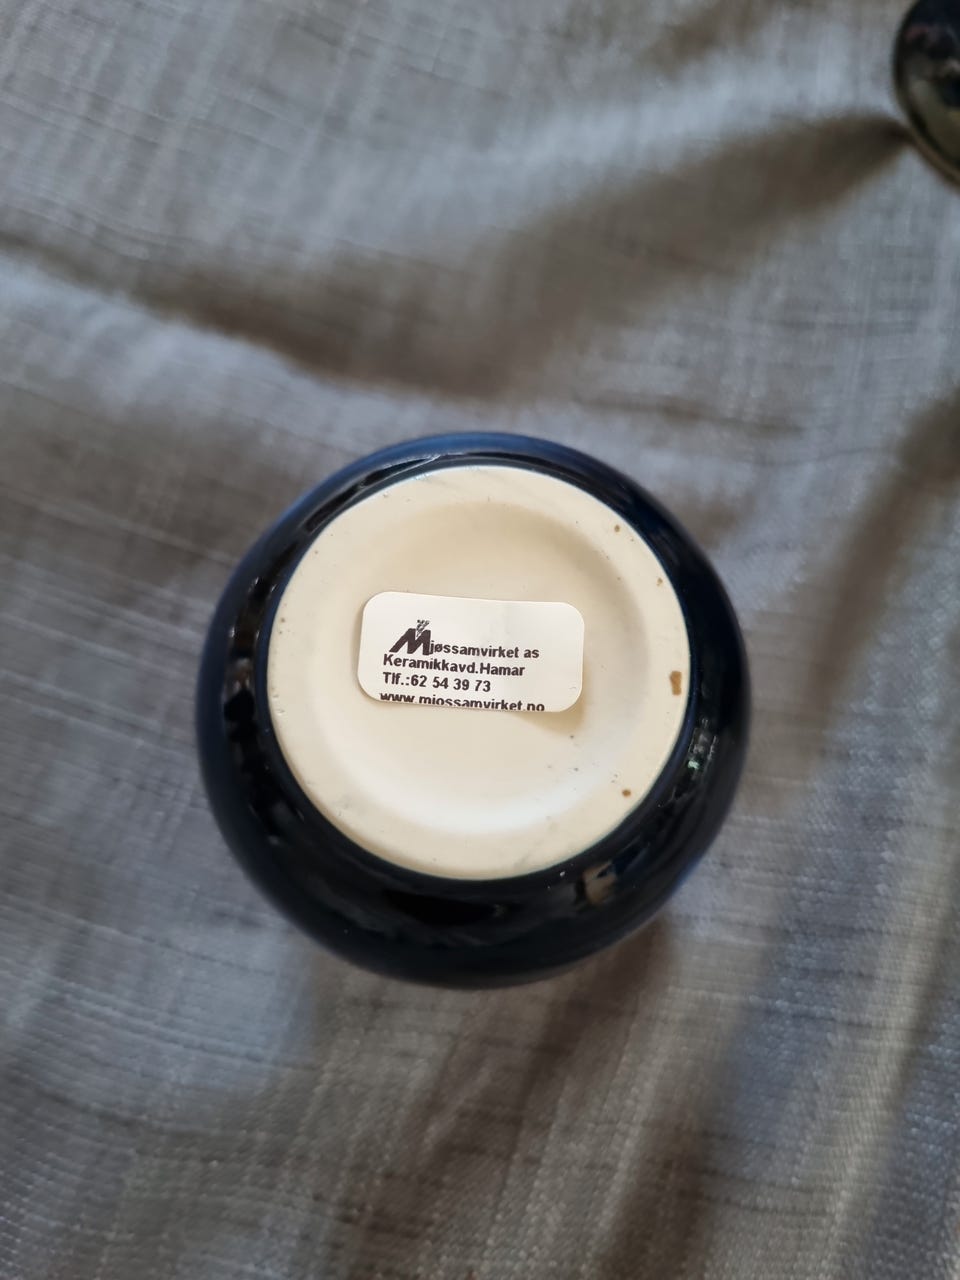 Mjøssamvirket as
Keramikkavd.Hamar
Tlf.:62 54 39 73
www.mjossamvirket.no